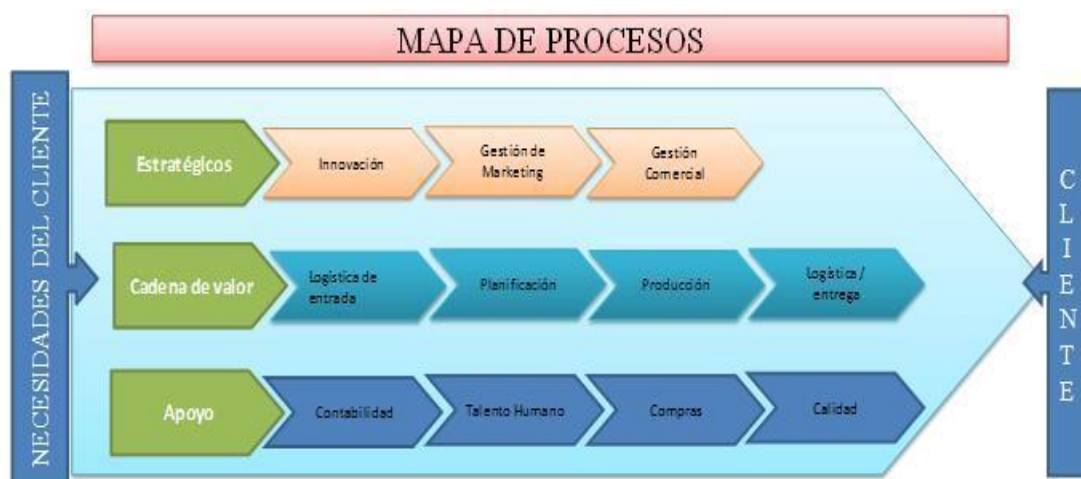 MAPA DE PROCESOS
NECESIDADES DEL CLIENTE
Estratégicos
Innovación
Gestión de
Marketing
Gestión
Comercial
Cadena de valor
Logística de
entrada
Planificación
Producción
Logística /
entrega
Apoyo
Contabilidad
Talento Humano
Compras
Calidad
CLIENTE